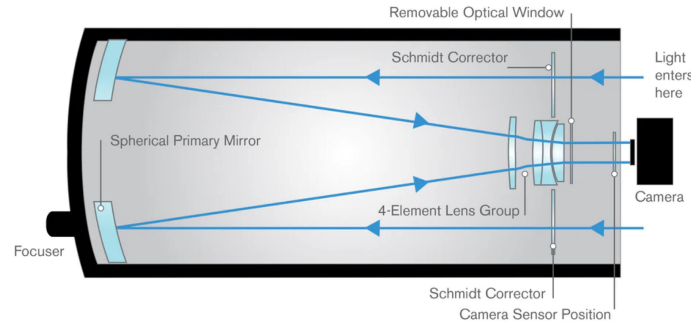 Removable Optical Window
Schmidt Corrector
Light
enters
here
Spherical Primary Mirror
4-Element Lens Group
Camera
Focuser
Schmidt Corrector
Camera Sensor Position